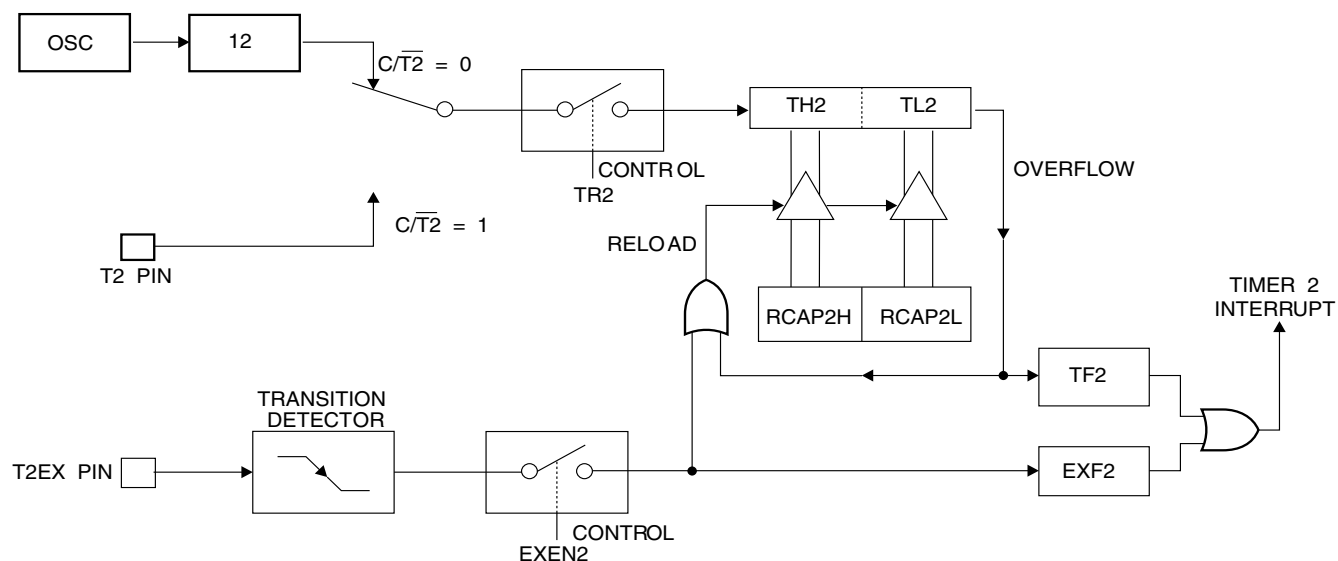 OSC
12
C/T2 = 0
TH2
TL2
CONTROL
TR2
OVERFLOW
C/T2 = 1
RELOAD
T2 PIN
TIMER 2
INTERRUPT
RCAP2H
RCAP2L
TF2
TRANSITION
DETECTOR
T2EX PIN
EXF2
CONTROL
EXEN2